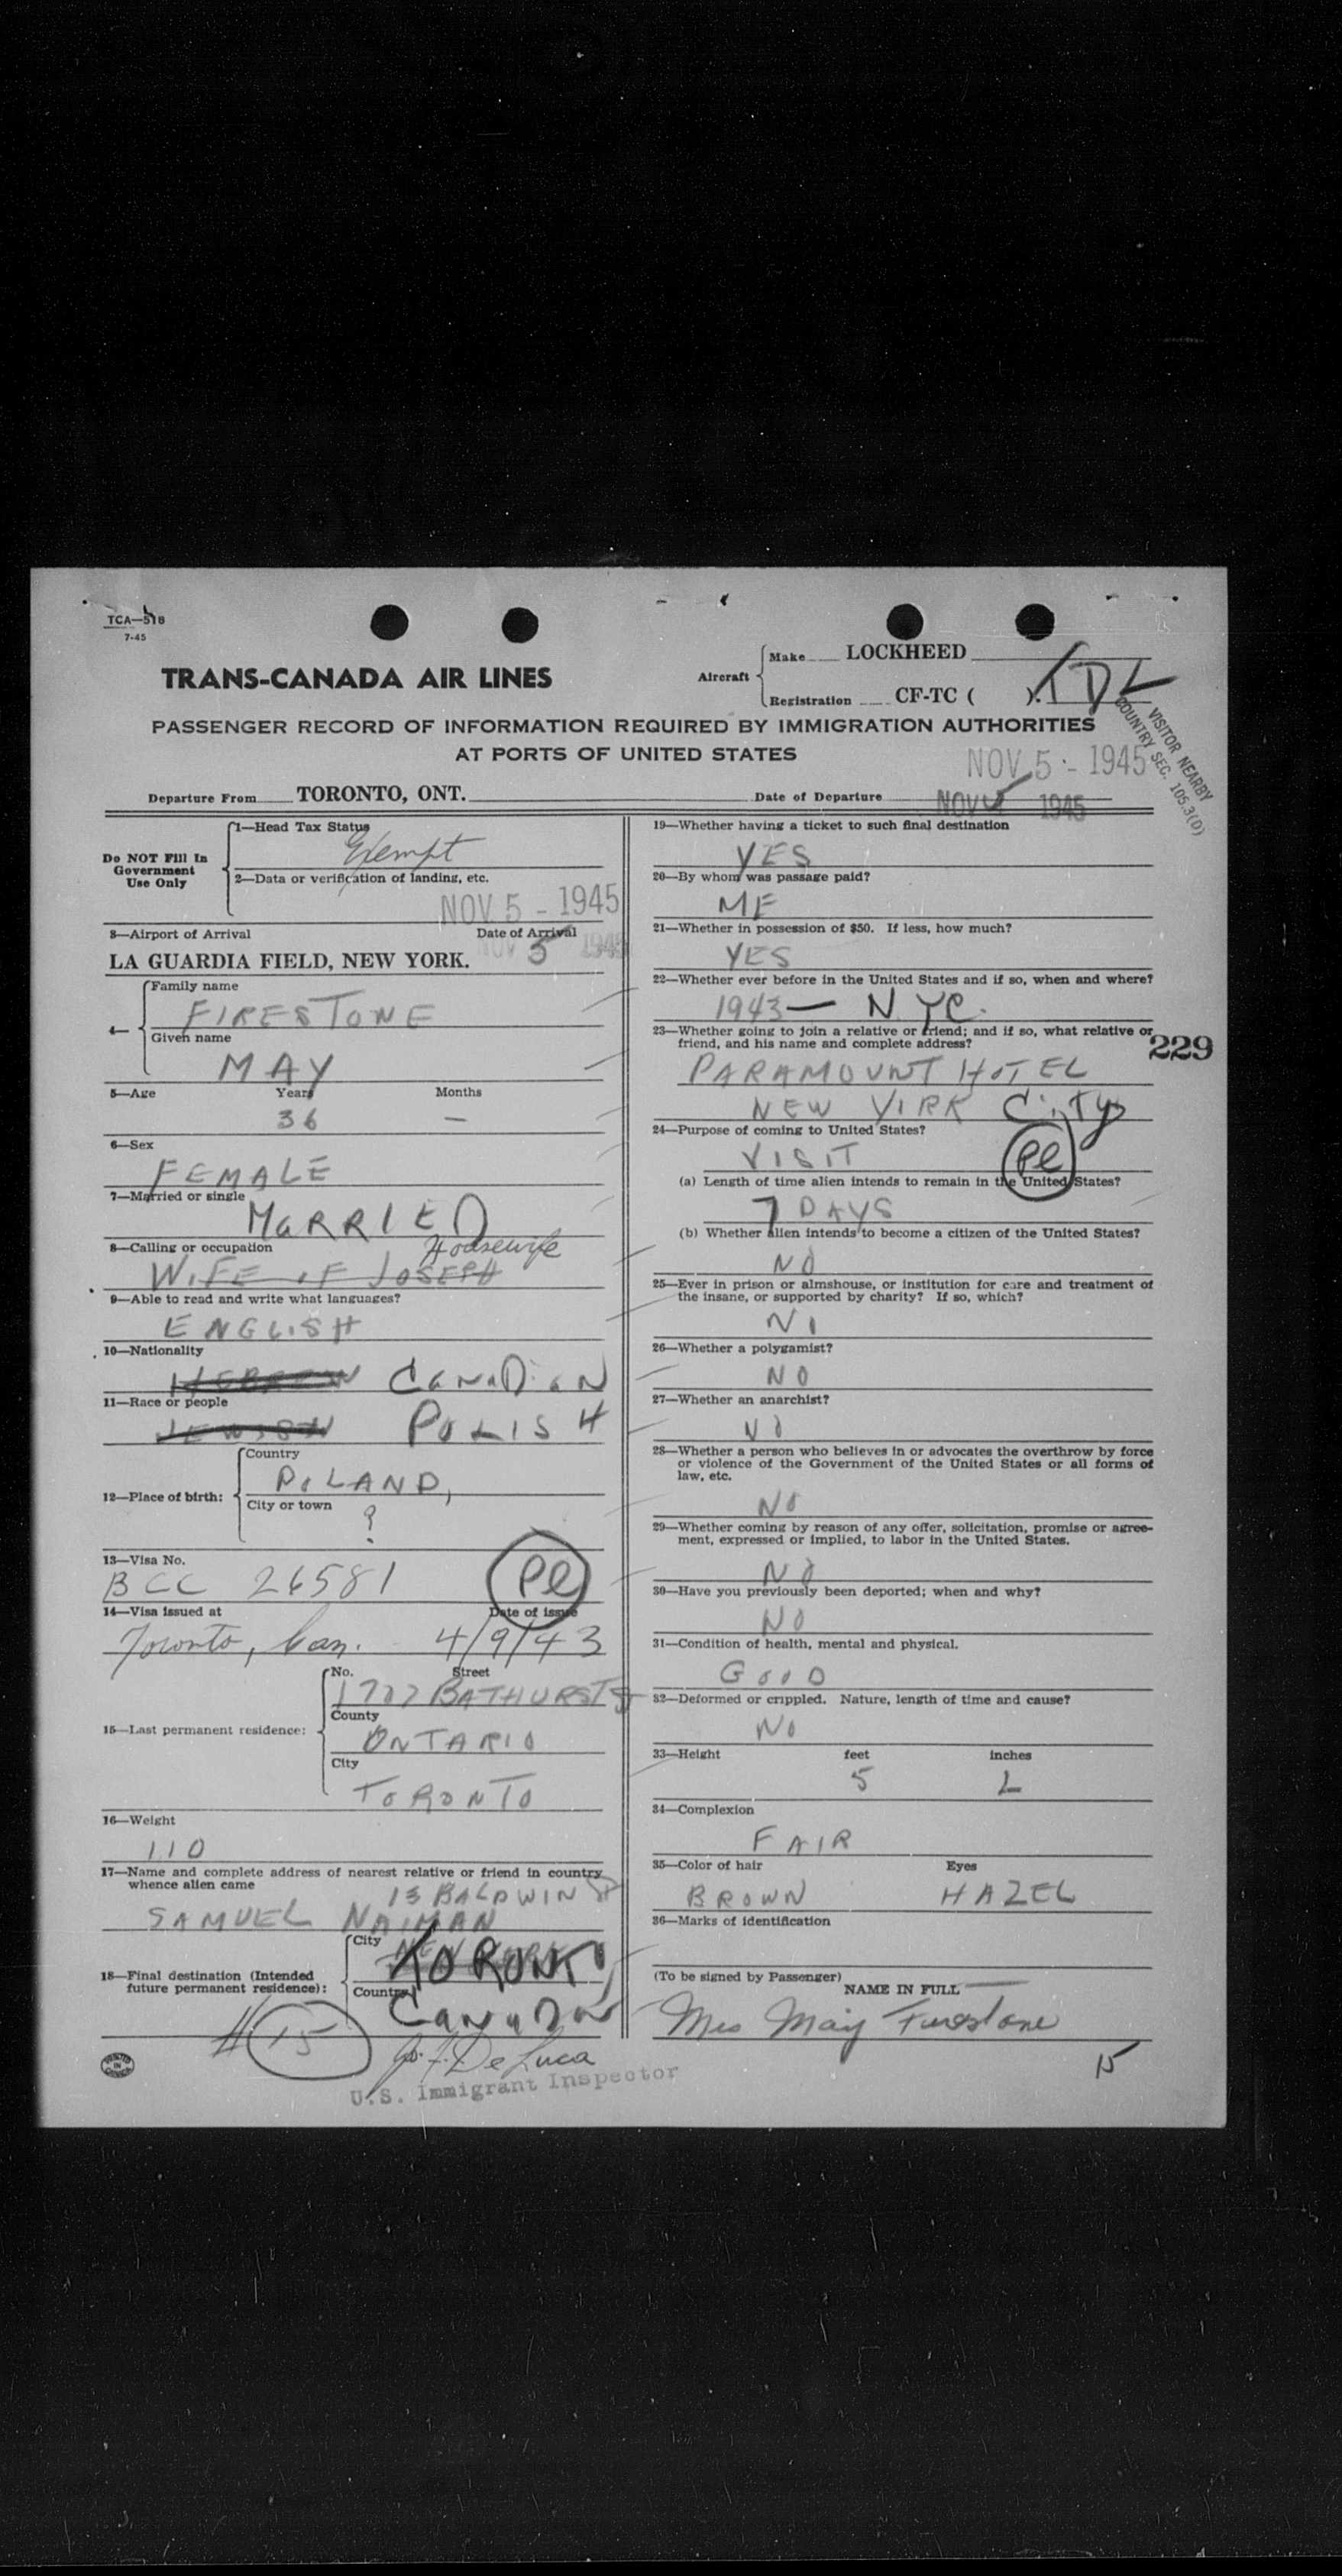 TCA—518
7-45
TRANS-CANADA AIR LINES
Aircraft
Make LOCKHEED
Registration CF-TC ( ). TDL
PASSENGER RECORD OF INFORMATION REQUIRED BY IMMIGRATION AUTHORITIES
AT PORTS OF UNITED STATES
VISITOR NEARBY
COUNTRY SEC. 105.3(D)
NOV 5 - 1945
Departure From TORONTO, ONT.
Date of Departure NOV 5 1945
Do NOT Fill In
Government
Use Only
1—Head Tax Status
Exempt
2—Data or verification of landing, etc.
NOV 5 - 1945
3—Airport of Arrival Date of Arrival
LA GUARDIA FIELD, NEW YORK. NOV 5 1945
4—
Family name
FIRESTONE
Given name
MAY
5—Age Years Months
36 —
6—Sex
FEMALE
7—Married or single
MARRIED
8—Calling or occupation Housewife
WIFE OF JOSEPH
9—Able to read and write what languages?
ENGLISH
10—Nationality
HEBREW CANADIAN
11—Race or people
JEWISH POLISH
12—Place of birth:
Country
POLAND,
City or town
?
13—Visa No.
BCC 26581 Pl
14—Visa issued at Date of issue
Toronto, Can. 4/9/43
15—Last permanent residence:
No. Street
1707 BATHURST ST
County
ONTARIO
City
TORONTO
16—Weight
110
17—Name and complete address of nearest relative or friend in country
whence alien came
13 BALDWIN ST
SAMUEL NAIMAN
18—Final destination (Intended
future permanent residence):
City
NEW YORK TORONTO
Country
CANADA
# 15
De Luca
U.S. Immigrant Inspector
19—Whether having a ticket to such final destination
YES
20—By whom was passage paid?
ME
21—Whether in possession of $50. If less, how much?
YES
22—Whether ever before in the United States and if so, when and where?
1943— N.Y.C.
23—Whether going to join a relative or friend; and if so, what relative or
friend, and his name and complete address?
229
PARAMOUNT HOTEL
NEW YORK CITY
24—Purpose of coming to United States?
VISIT Pl
(a) Length of time alien intends to remain in the United States?
7 DAYS
(b) Whether alien intends to become a citizen of the United States?
NO
25—Ever in prison or almshouse, or institution for care and treatment of
the insane, or supported by charity? If so, which?
NO
26—Whether a polygamist?
NO
27—Whether an anarchist?
NO
28—Whether a person who believes in or advocates the overthrow by force
or violence of the Government of the United States or all forms of
law, etc.
NO
29—Whether coming by reason of any offer, solicitation, promise or agree-
ment, expressed or implied, to labor in the United States.
NO
30—Have you previously been deported; when and why?
NO
31—Condition of health, mental and physical.
GOOD
32—Deformed or crippled. Nature, length of time and cause?
NO
33—Height feet inches
5 2
34—Complexion
FAIR
35—Color of hair Eyes
BROWN HAZEL
36—Marks of identification
(To be signed by Passenger)
NAME IN FULL
Mrs May Firestone
15